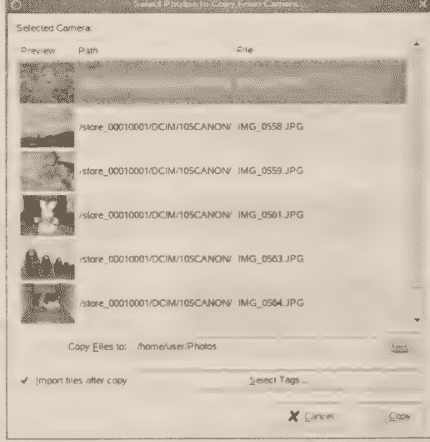 Select Photos to Copy From Camera...
Selected Camera:
Preview Path File
/store_00010001/DCIM/105CANON/ IMG_0558.JPG
/store_00010001/DCIM/105CANON/ IMG_0559.JPG
/store_00010001/DCIM/105CANON/ IMG_0561.JPG
/store_00010001/DCIM/105CANON/ IMG_0563.JPG
/store_00010001/DCIM/105CANON/ IMG_0564.JPG
Copy Files to: /home/user/Photos
Import files after copy Select Tags...
Cancel Copy